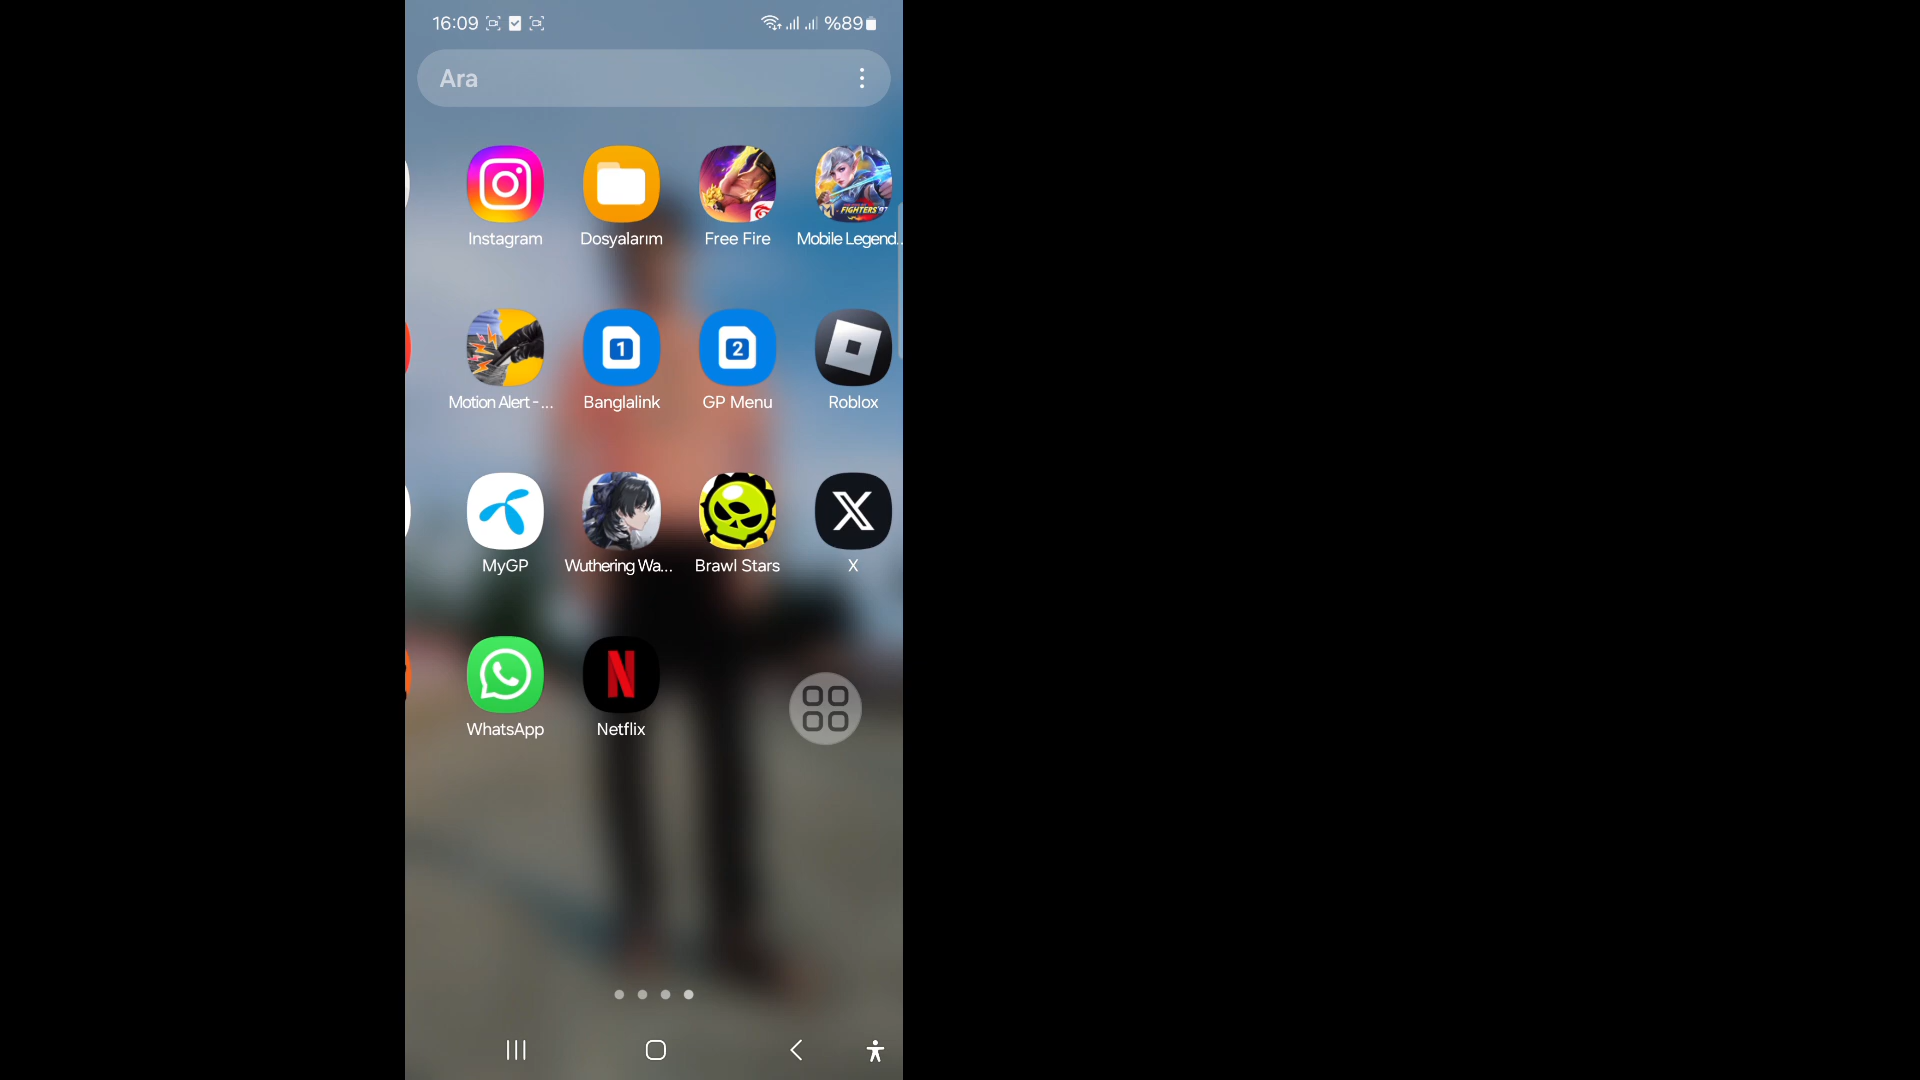 16:09
%89
Ara
Instagram
Dosyalarım
Free Fire
Mobile Legend..
FIGHTERS
Motion Alert -...
1
Banglalink
2
GP Menu
Roblox
MyGP
Wuthering Wa...
Brawl Stars
X
WhatsApp
Netflix